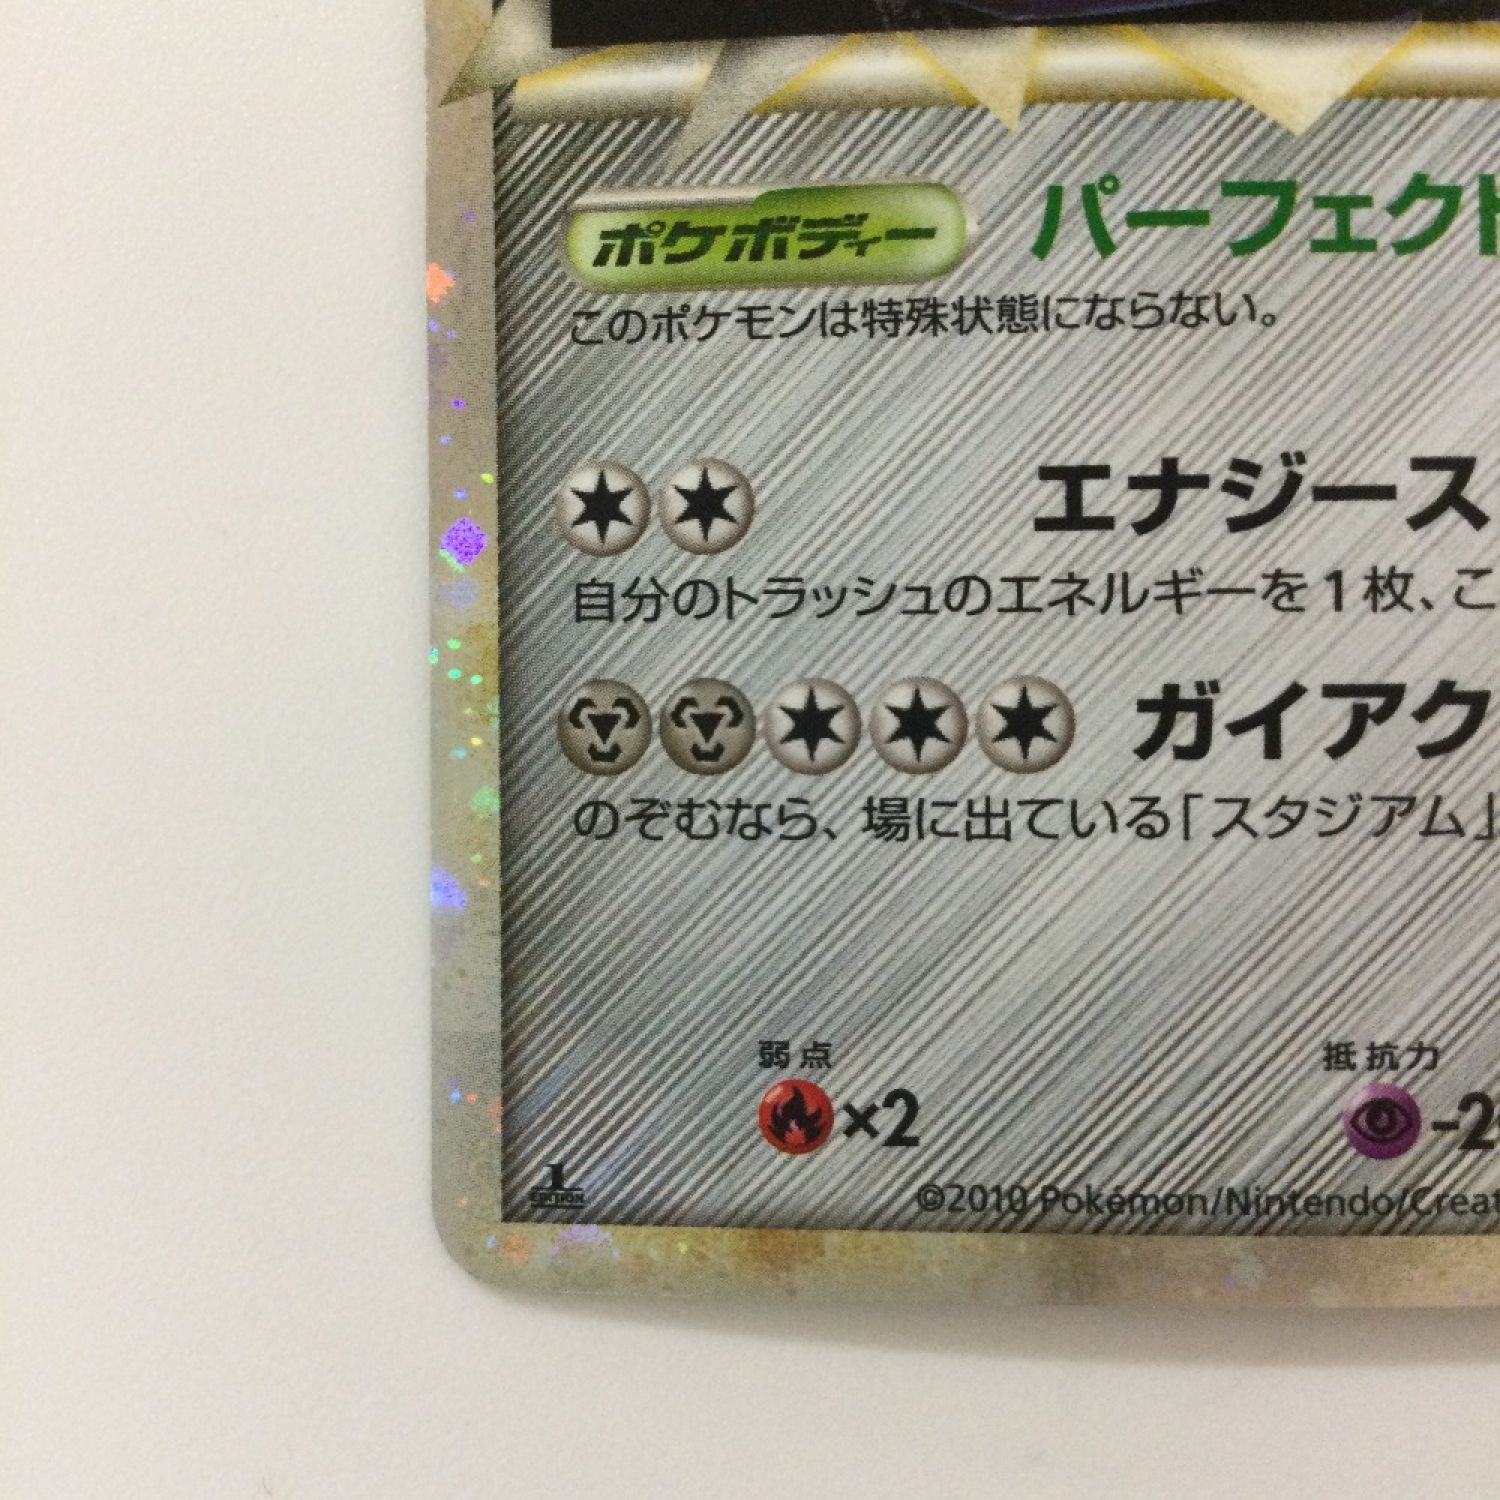 ポケボディー パーフェクト
このポケモンは特殊状態にならない。
エナジース
自分のトラッシュのエネルギーを1枚、こ
ガイアク
のぞむなら、場に出ている「スタジアム」
弱点 抵抗力
×2 -2
1 EDITION
©2010 Pokémon/Nintendo/Creat